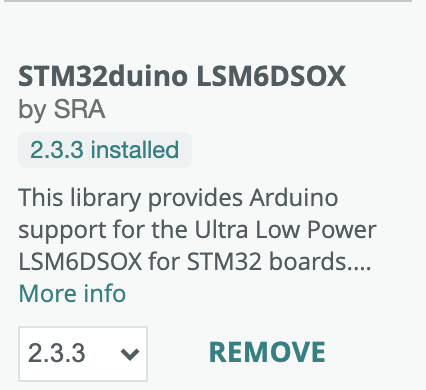 STM32duino LSM6DSOX
by SRA
2.3.3 installed
This library provides Arduino
support for the Ultra Low Power
LSM6DSOX for STM32 boards....
More info
2.3.3
REMOVE